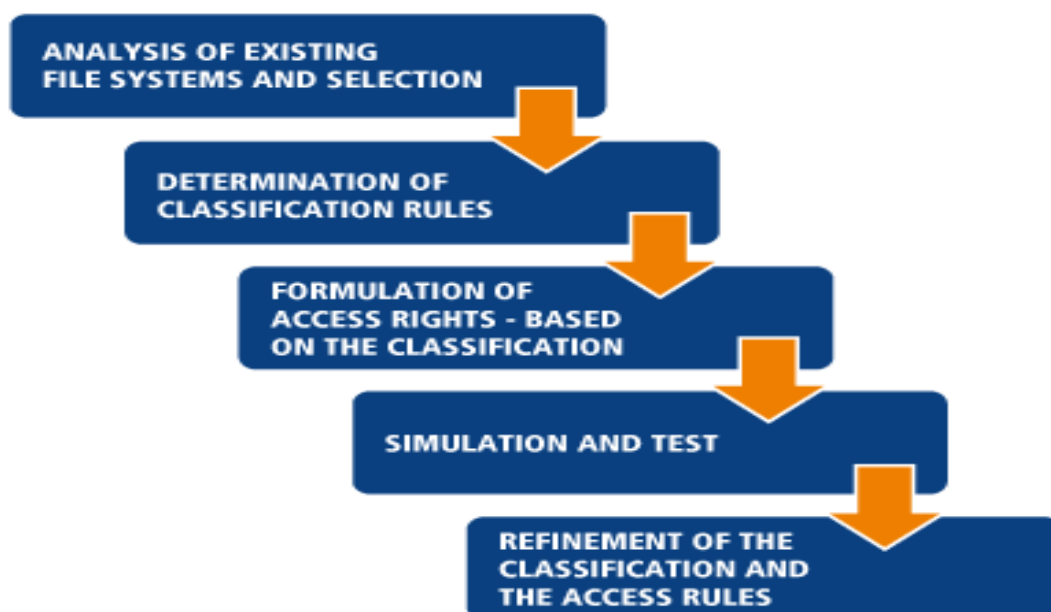 ANALYSIS OF EXISTING
FILE SYSTEMS AND SELECTION
DETERMINATION OF
CLASSIFICATION RULES
FORMULATION OF
ACCESS RIGHTS - BASED
ON THE CLASSIFICATION
SIMULATION AND TEST
REFINEMENT OF THE
CLASSIFICATION AND
THE ACCESS RULES